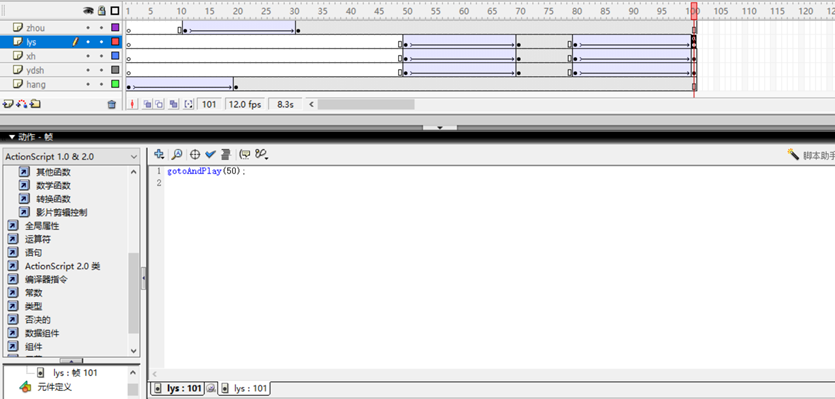 1 5 10 15 20 25 30 35 40 45 50 55 60 65 70 75 80 85 90 95 100 105 110 115 120
zhou
lys
xh
ydsh
hang
101 12.0 fps 8.3s
动作 - 帧
ActionScript 1.0 & 2.0
脚本助手
1 gotoAndPlay(50);
2
其他函数
数学函数
转换函数
影片剪辑控制
全局属性
运算符
语句
ActionScript 2.0 类
编译器指令
常数
类型
否决的
数据组件
组件
lys : 帧 101
元件定义
lys : 101
lys : 101